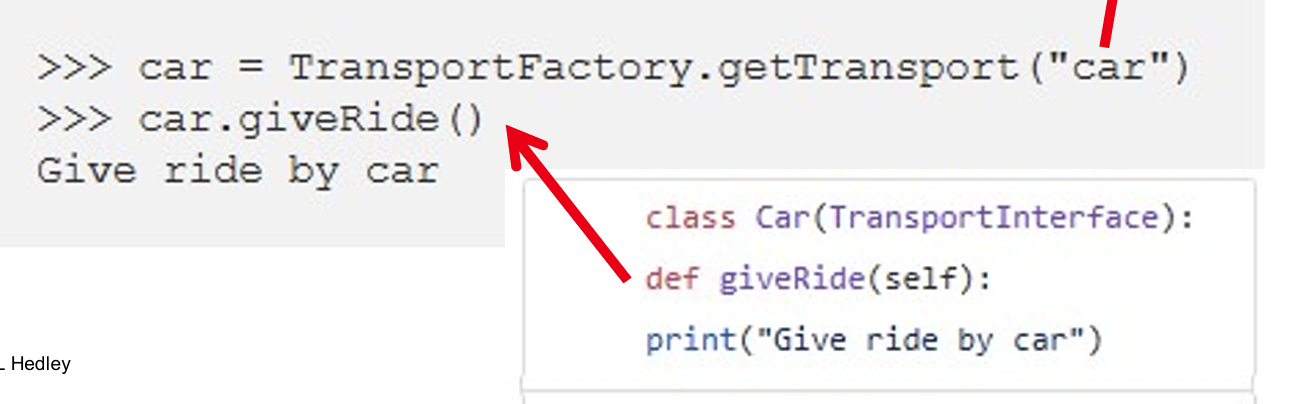 >>> car = TransportFactory.getTransport("car")
>>> car.giveRide()
Give ride by car
class Car(TransportInterface):
def giveRide(self):
print("Give ride by car")
L Hedley